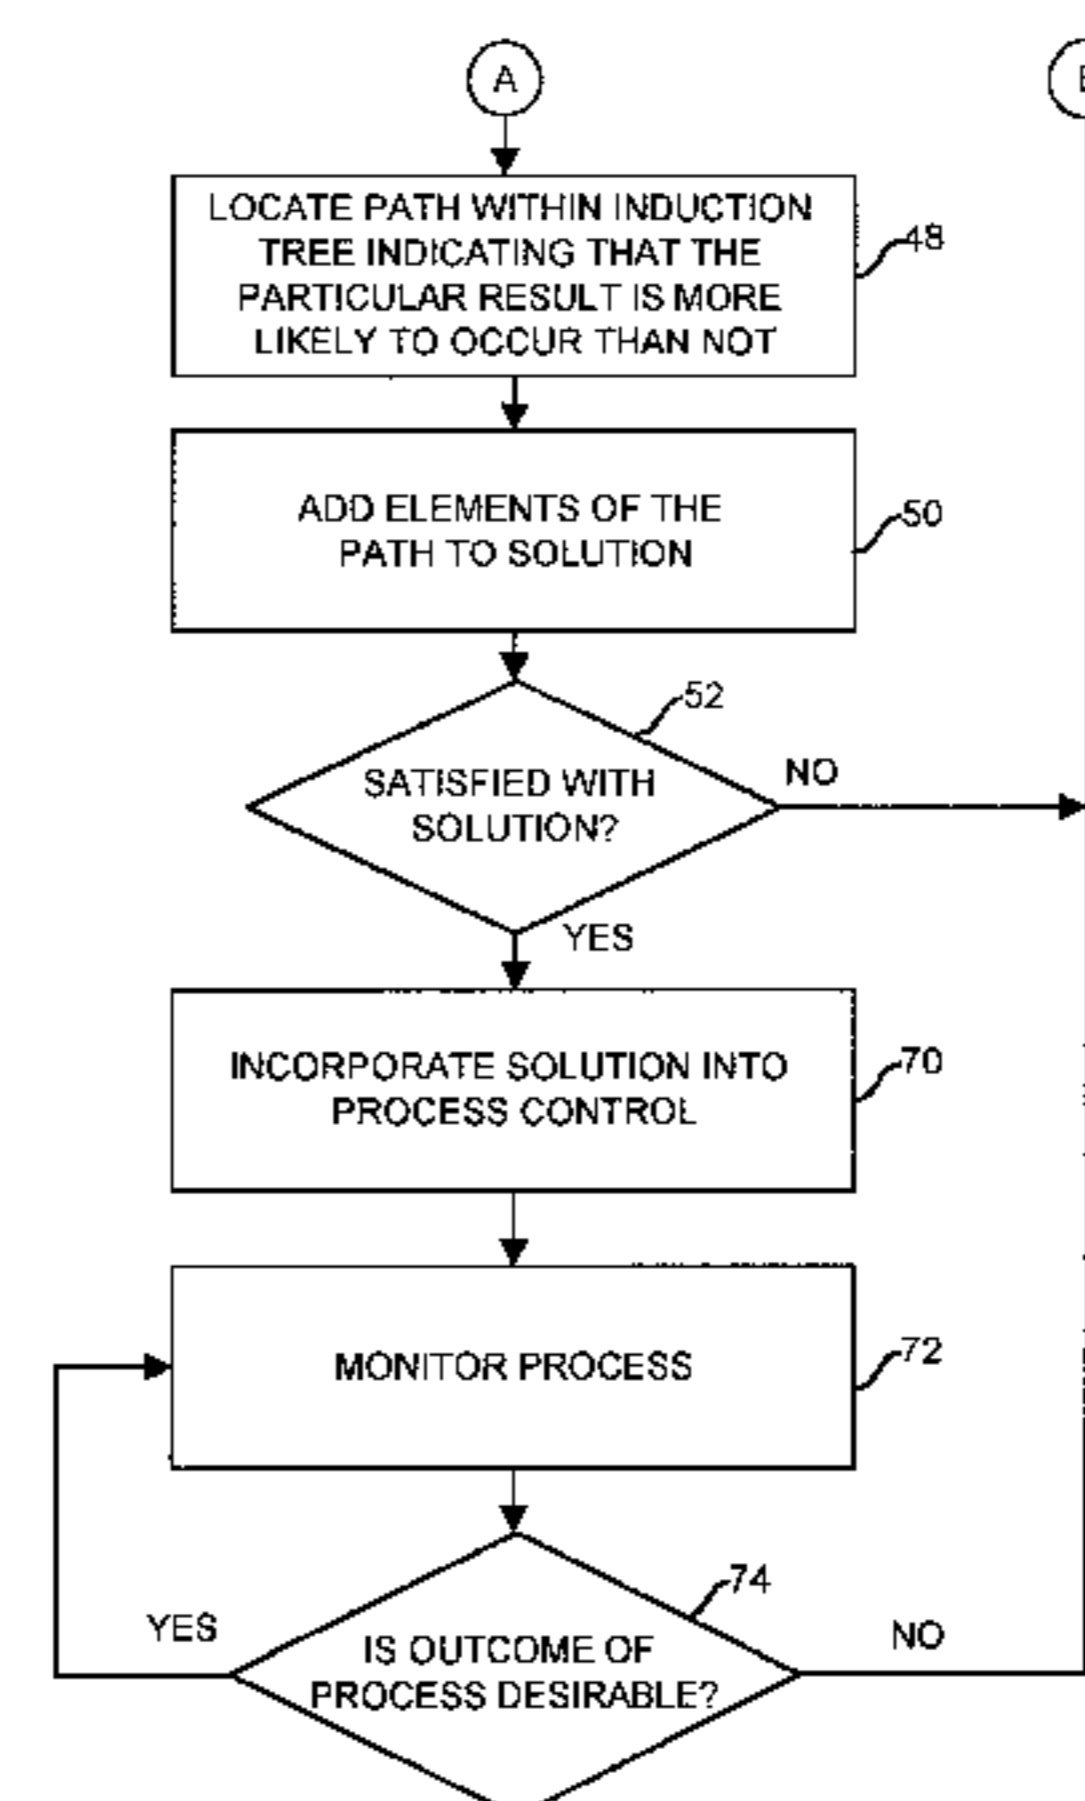 A
LOCATE PATH WITHIN INDUCTION
TREE INDICATING THAT THE
PARTICULAR RESULT IS MORE
LIKELY TO OCCUR THAN NOT
48
ADD ELEMENTS OF THE
PATH TO SOLUTION
50
52
SATISFIED WITH
SOLUTION?
NO
YES
INCORPORATE SOLUTION INTO
PROCESS CONTROL
70
MONITOR PROCESS
72
74
YES
IS OUTCOME OF
PROCESS DESIRABLE?
NO